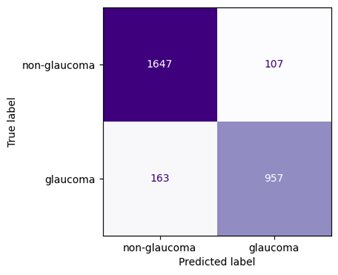 non-glaucoma 1647 107
True label
glaucoma 163 957
non-glaucoma glaucoma
Predicted label